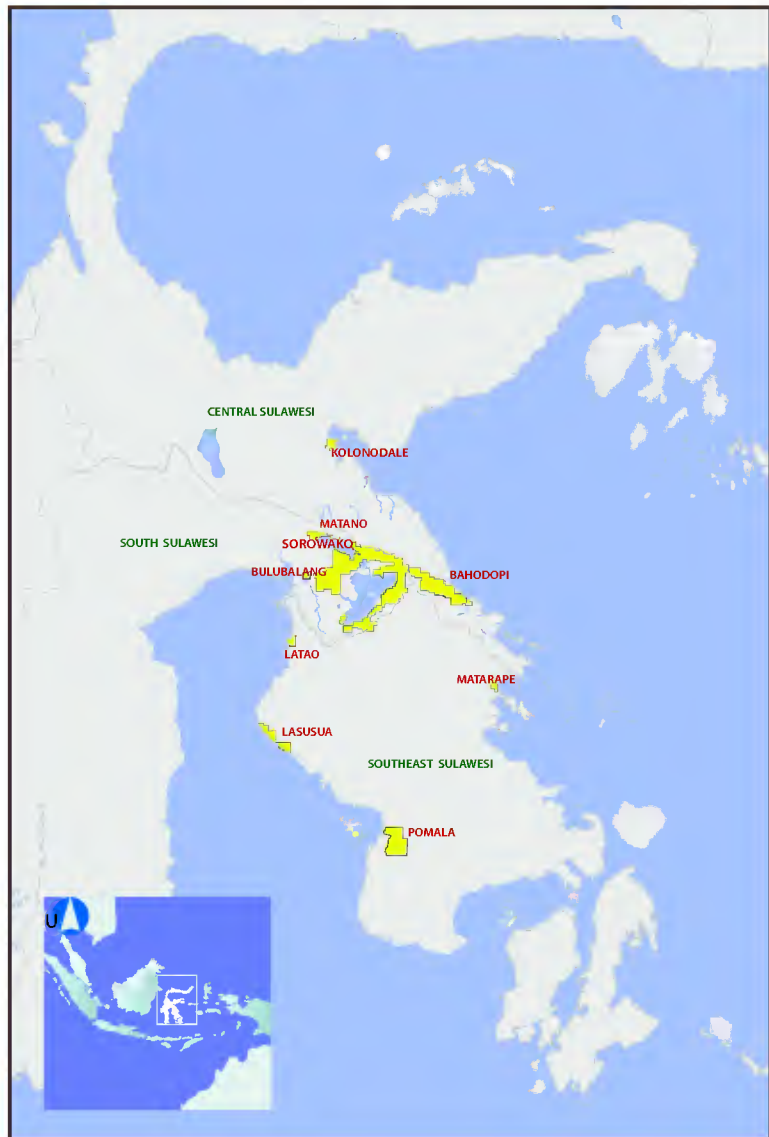 CENTRAL SULAWESI
KOLONODALE
MATANO
SOUTH SULAWESI
SOROWAKO
BULUBALANG
BAHODOPI
LATAO
MATARAPE
LASUSUA
SOUTHEAST SULAWESI
POMALA
U